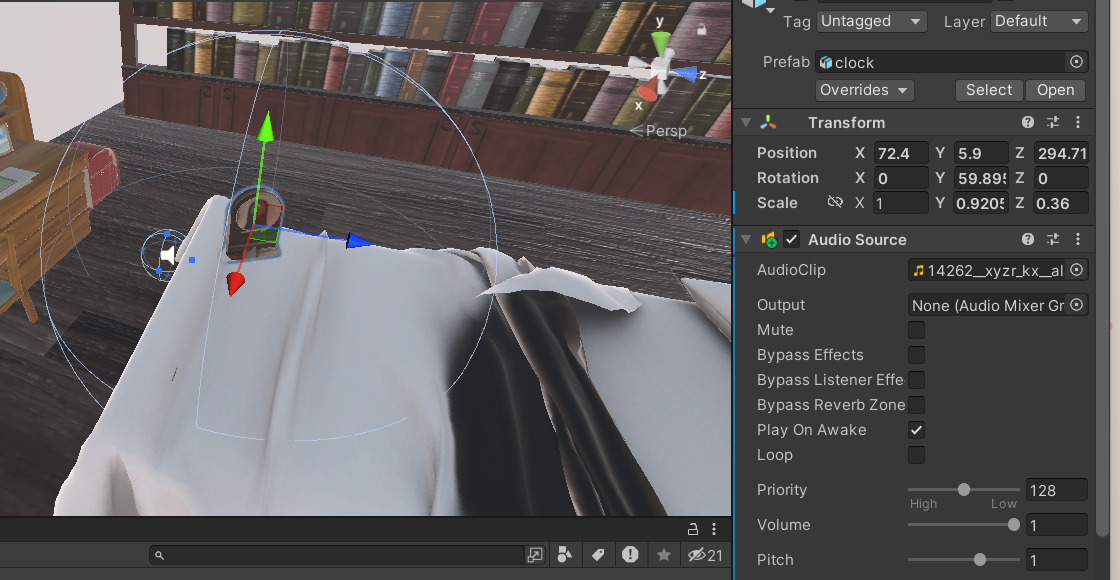 Tag Untagged Layer Default
Prefab clock
Overrides Select Open
Transform
Position X 72.4 Y 5.9 Z 294.71
Rotation X 0 Y 59.895 Z 0
Scale X 1 Y 0.9205 Z 0.36
Audio Source
AudioClip 14262__xyzr_kx__al
Output None (Audio Mixer Gr
Mute
Bypass Effects
Bypass Listener Effe
Bypass Reverb Zone
Play On Awake
Loop
Priority 128
High Low
Volume 1
Pitch 1
y
z
x
Persp
21